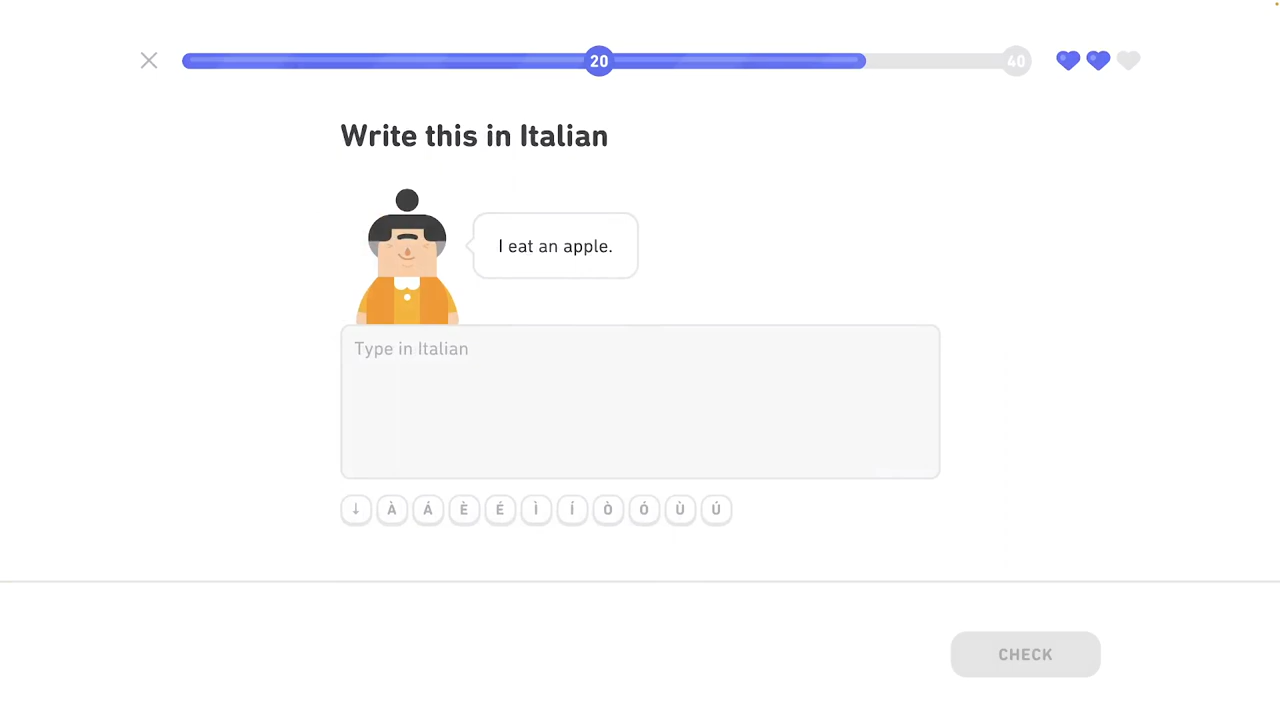 20
40
Write this in Italian
I eat an apple.
Type in Italian
↓ À Á È É Ì Í Ò Ó Ù Ú
CHECK